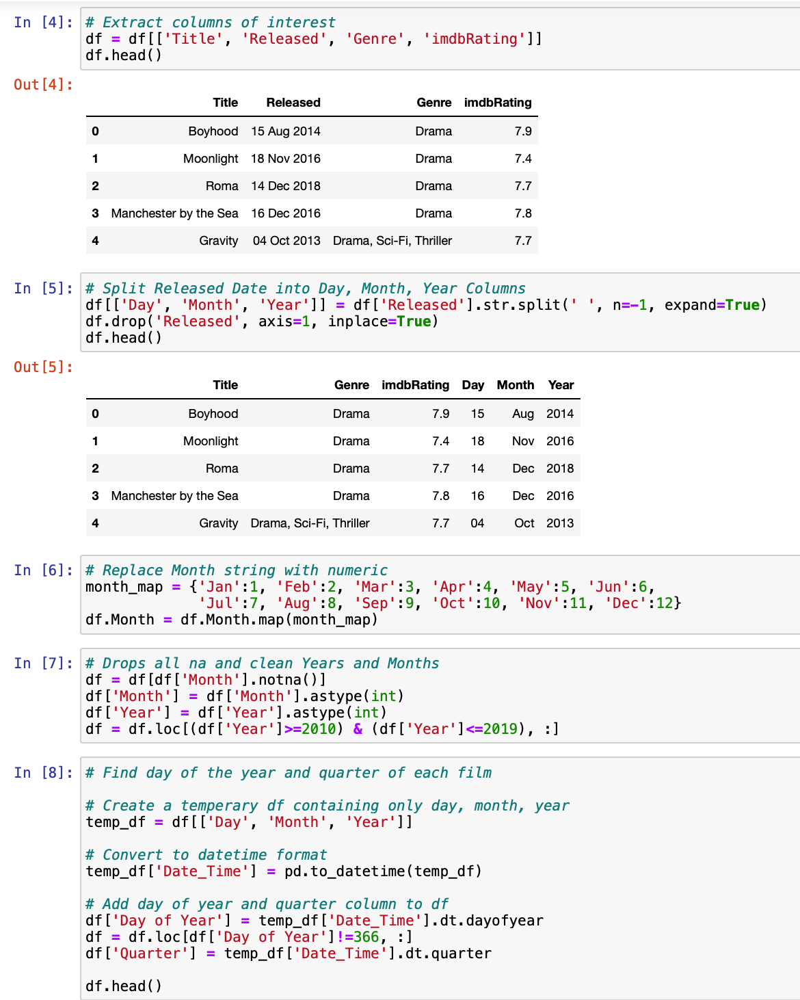 In [4]: # Extract columns of interest
df = df[['Title', 'Released', 'Genre', 'imdbRating']]
df.head()
Out[4]:
Title Released Genre imdbRating
0 Boyhood 15 Aug 2014 Drama 7.9
1 Moonlight 18 Nov 2016 Drama 7.4
2 Roma 14 Dec 2018 Drama 7.7
3 Manchester by the Sea 16 Dec 2016 Drama 7.8
4 Gravity 04 Oct 2013 Drama, Sci-Fi, Thriller 7.7
In [5]: # Split Released Date into Day, Month, Year Columns
df[['Day', 'Month', 'Year']] = df['Released'].str.split(' ', n=-1, expand=True)
df.drop('Released', axis=1, inplace=True)
df.head()
Out[5]:
Title Genre imdbRating Day Month Year
0 Boyhood Drama 7.9 15 Aug 2014
1 Moonlight Drama 7.4 18 Nov 2016
2 Roma Drama 7.7 14 Dec 2018
3 Manchester by the Sea Drama 7.8 16 Dec 2016
4 Gravity Drama, Sci-Fi, Thriller 7.7 04 Oct 2013
In [6]: # Replace Month string with numeric
month_map = {'Jan':1, 'Feb':2, 'Mar':3, 'Apr':4, 'May':5, 'Jun':6,
'Jul':7, 'Aug':8, 'Sep':9, 'Oct':10, 'Nov':11, 'Dec':12}
df.Month = df.Month.map(month_map)
In [7]: # Drops all na and clean Years and Months
df = df[df['Month'].notna()]
df['Month'] = df['Month'].astype(int)
df['Year'] = df['Year'].astype(int)
df = df.loc[(df['Year']>=2010) & (df['Year']<=2019), :]
In [8]: # Find day of the year and quarter of each film
# Create a temperary df containing only day, month, year
temp_df = df[['Day', 'Month', 'Year']]
# Convert to datetime format
temp_df['Date_Time'] = pd.to_datetime(temp_df)
# Add day of year and quarter column to df
df['Day of Year'] = temp_df['Date_Time'].dt.dayofyear
df = df.loc[df['Day of Year']!=366, :]
df['Quarter'] = temp_df['Date_Time'].dt.quarter
df.head()